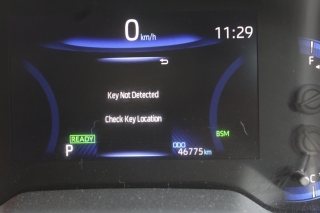 0 km/h
11:29
F
Key Not Detected
Check Key Location
READY
BSM
P
ODO
46775 km
C